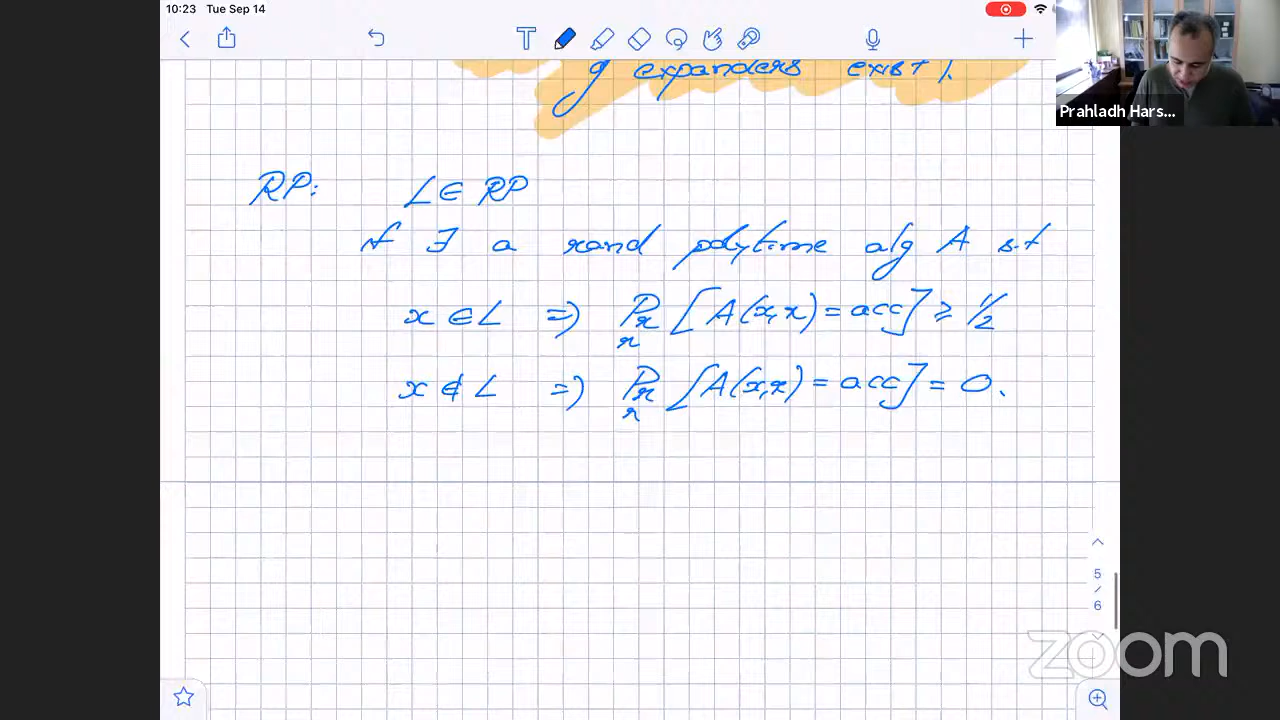 10:23 Tue Sep 14
g expanders exist).
Prahladh Hars...
RP: L ∈ RP
if ∃ a rand polytime alg A s.t
x ∈ L => Pr_r [A(x,r) = acc] ≥ 1/2
x ∉ L => Pr_r [A(x,r) = acc] = 0.
5
/
6
zoom